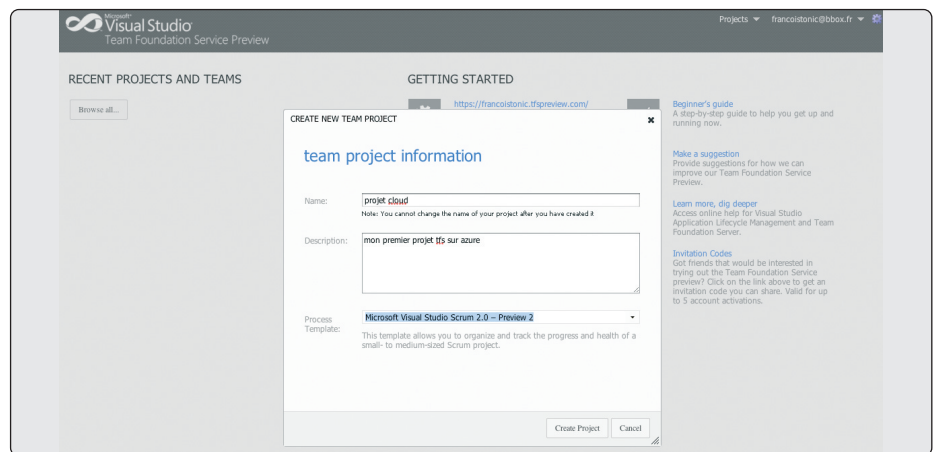 Microsoft
Visual Studio
Team Foundation Service Preview
Projects
francoistonic@bbox.fr
RECENT PROJECTS AND TEAMS
Browse all...
GETTING STARTED
https://francoistonic.tfspreview.com/
Beginner's guide
A step-by-step guide to help you get up and
running now.
Make a suggestion
Provide suggestions for how we can
improve our Team Foundation Service
Preview.
Learn more, dig deeper
Access online help for Visual Studio
Application Lifecycle Management and Team
Foundation Server.
Invitation Codes
Got friends that would be interested in
trying out the Team Foundation Service
preview? Click on the link above to get an
invitation code you can share. Valid for up
to 5 account activations.
CREATE NEW TEAM PROJECT
team project information
Name:
projet cloud
Note: You cannot change the name of your project after you have created it
Description:
mon premier projet tfs sur azure
Process
Template:
Microsoft Visual Studio Scrum 2.0 – Preview 2
This template allows you to organize and track the progress and health of a
small- to medium-sized Scrum project.
Create Project
Cancel